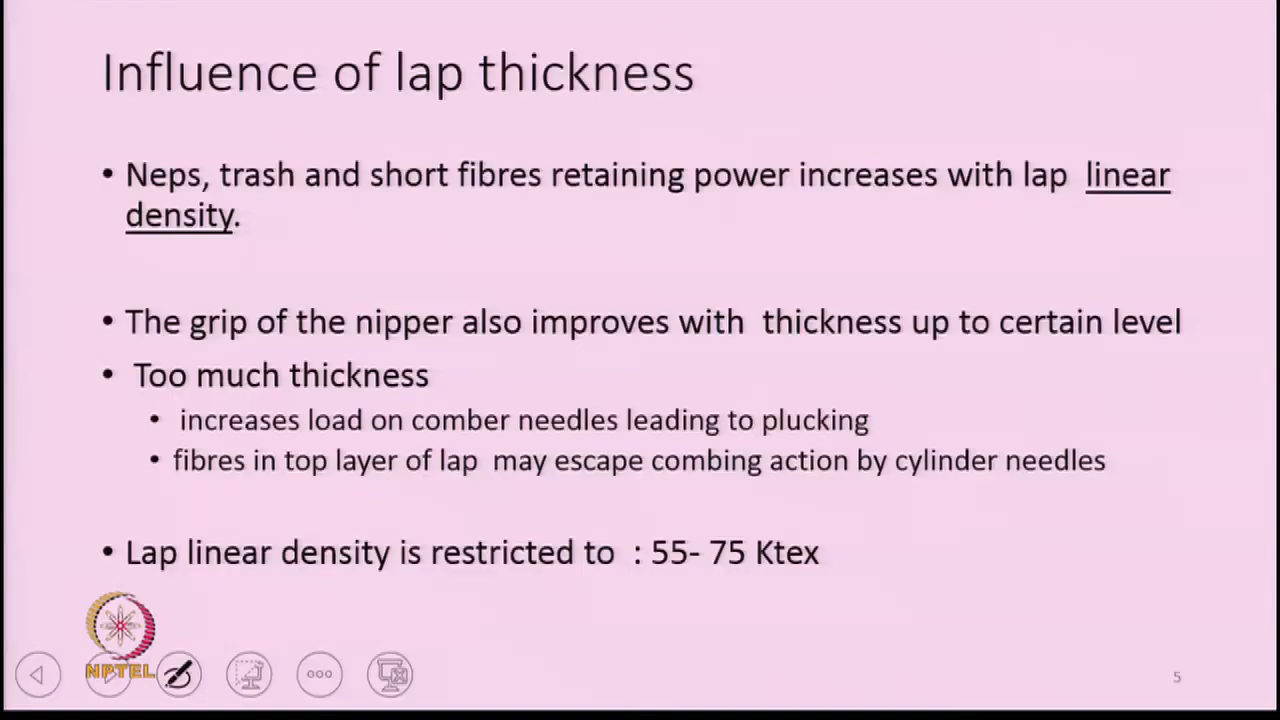 Influence of lap thickness
• Neps, trash and short fibres retaining power increases with lap linear
density.
• The grip of the nipper also improves with thickness up to certain level
• Too much thickness
• increases load on comber needles leading to plucking
• fibres in top layer of lap may escape combing action by cylinder needles
• Lap linear density is restricted to : 55- 75 Ktex
NPTEL
5